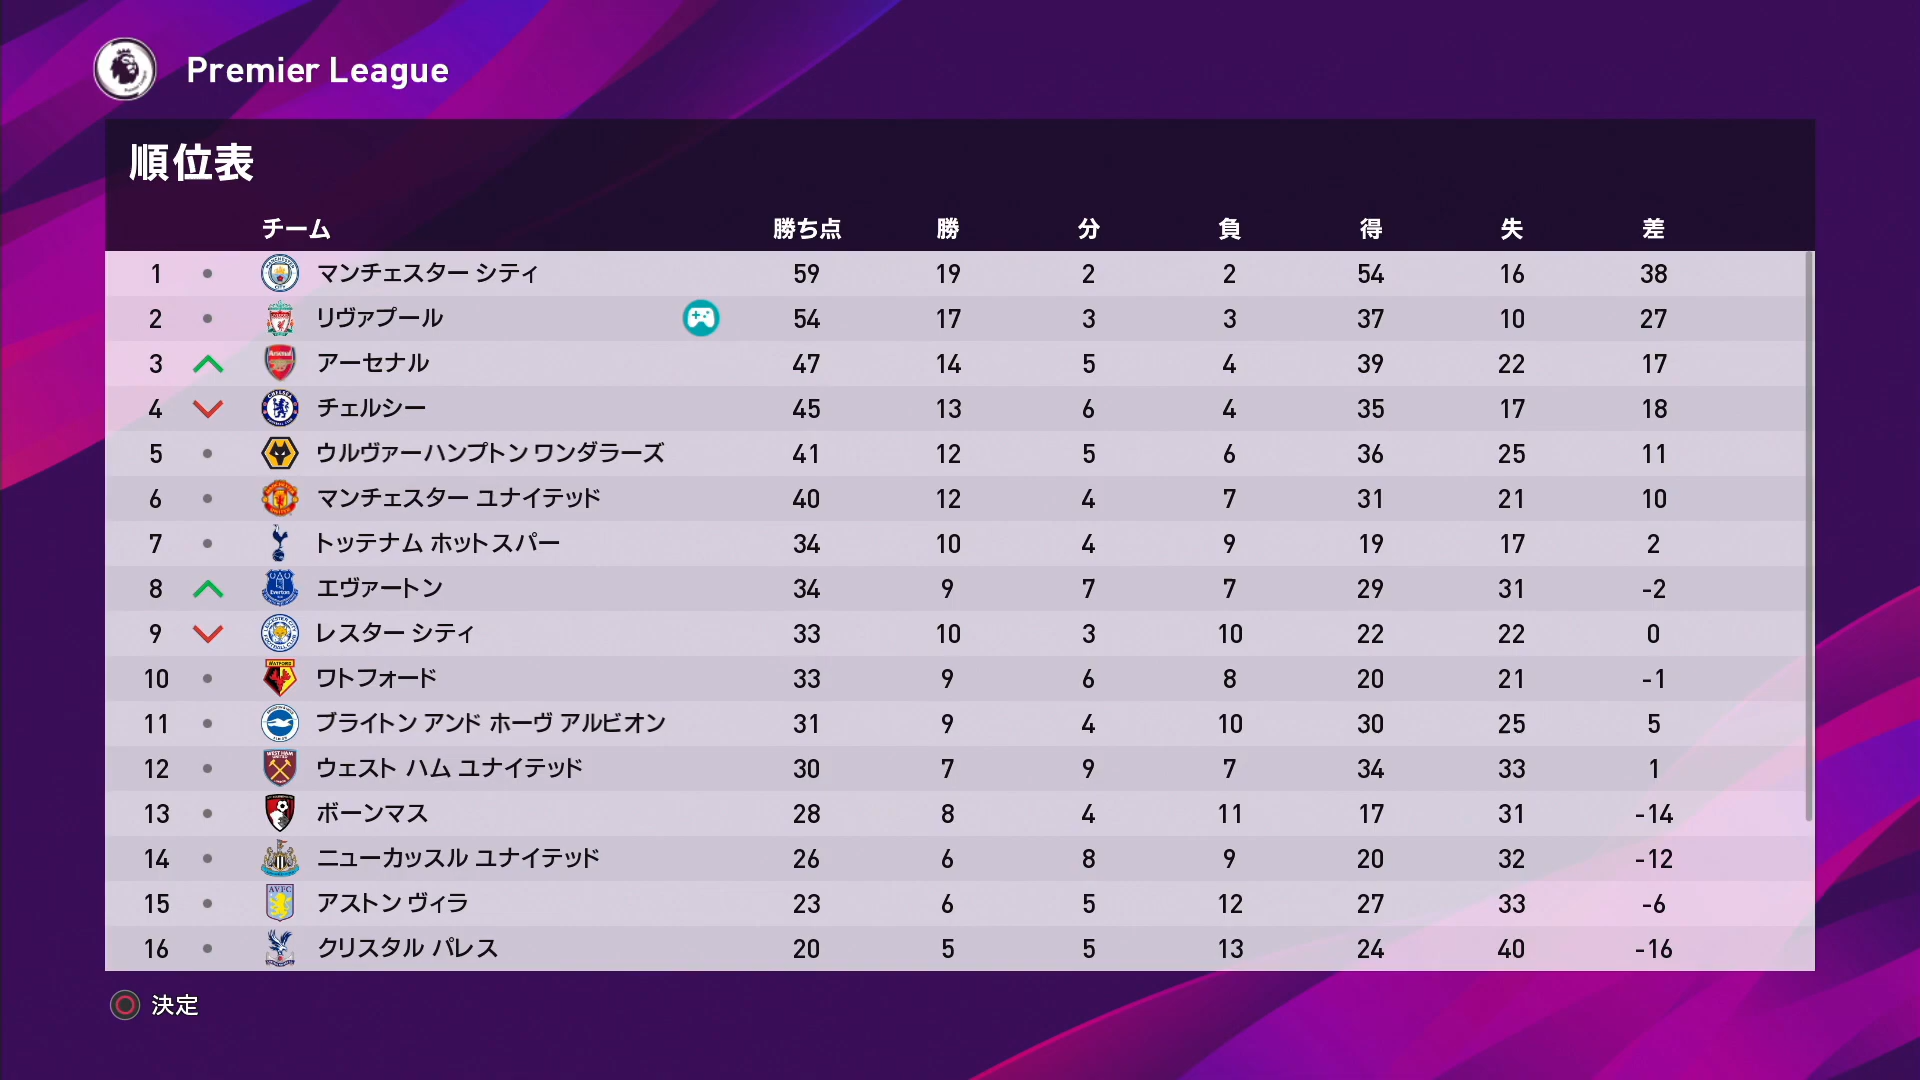 Premier League
順位表
チーム 勝ち点 勝 分 負 得 失 差
1 マンチェスター シティ 59 19 2 2 54 16 38
2 リヴァプール 54 17 3 3 37 10 27
3 アーセナル 47 14 5 4 39 22 17
4 チェルシー 45 13 6 4 35 17 18
5 ウルヴァーハンプトン ワンダラーズ 41 12 5 6 36 25 11
6 マンチェスター ユナイテッド 40 12 4 7 31 21 10
7 トッテナム ホットスパー 34 10 4 9 19 17 2
8 エヴァートン 34 9 7 7 29 31 -2
9 レスター シティ 33 10 3 10 22 22 0
10 ワトフォード 33 9 6 8 20 21 -1
11 ブライトン アンド ホーヴ アルビオン 31 9 4 10 30 25 5
12 ウェスト ハム ユナイテッド 30 7 9 7 34 33 1
13 ボーンマス 28 8 4 11 17 31 -14
14 ニューカッスル ユナイテッド 26 6 8 9 20 32 -12
15 アストン ヴィラ 23 6 5 12 27 33 -6
16 クリスタル パレス 20 5 5 13 24 40 -16
決定